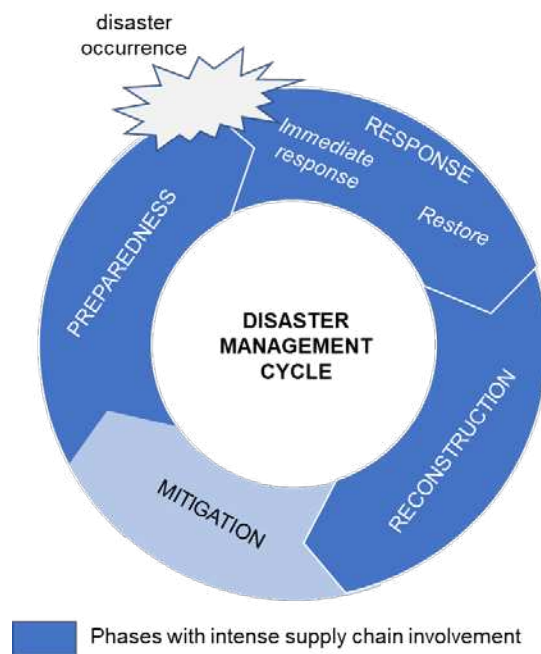 disaster
occurrence
RESPONSE
Immediate
response
Restore
PREPAREDNESS
DISASTER
MANAGEMENT
CYCLE
RECONSTRUCTION
MITIGATION
Phases with intense supply chain involvement